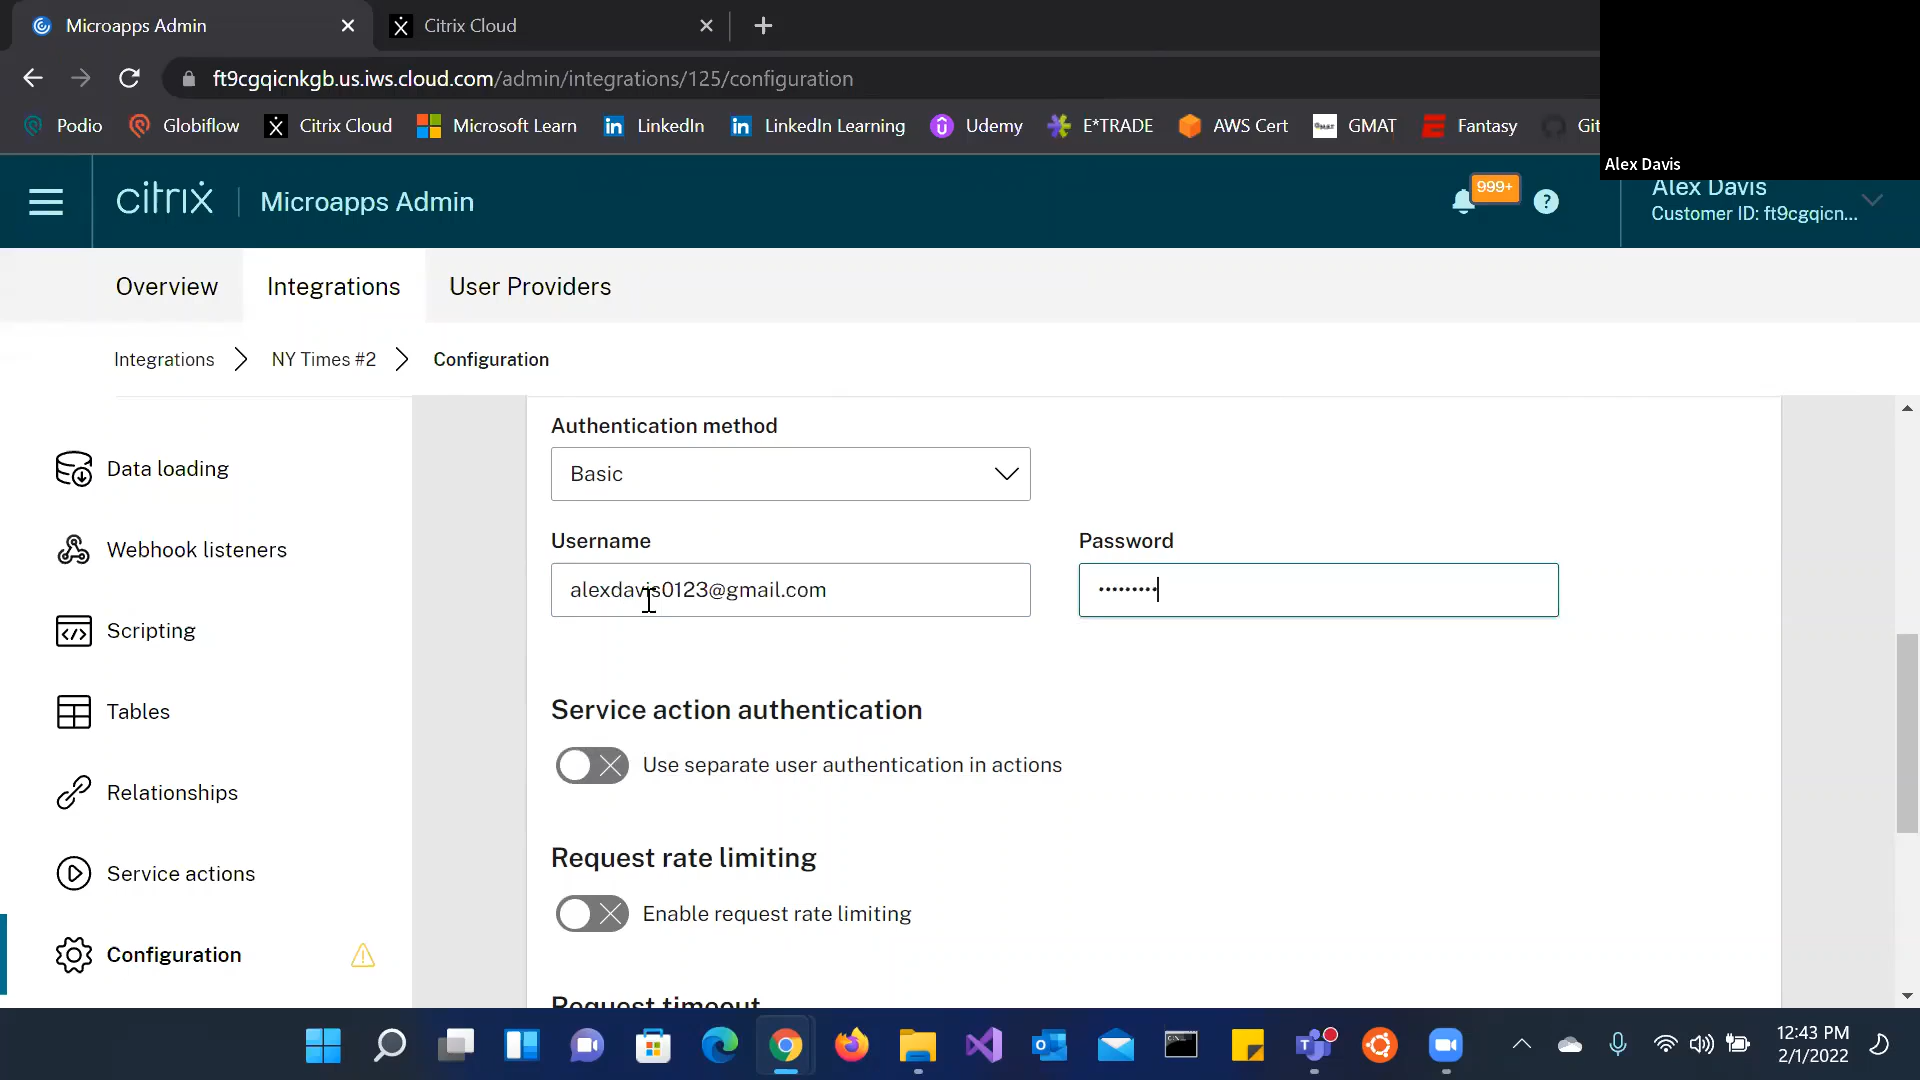 Microapps Admin
Citrix Cloud
ft9cgqicnkgb.us.iws.cloud.com/admin/integrations/125/configuration
Podio
Globiflow
Citrix Cloud
Microsoft Learn
LinkedIn
LinkedIn Learning
Udemy
E*TRADE
AWS Cert
GMAT
Fantasy
Git
Alex Davis
citrix
Microapps Admin
999+
?
Alex Davis
Customer ID: ft9cgqicn...
Overview
Integrations
User Providers
Integrations
NY Times #2
Configuration
Data loading
Webhook listeners
Scripting
Tables
Relationships
Service actions
Configuration
Authentication method
Basic
Username
Password
alexdavis0123@gmail.com
•••••••••
Service action authentication
Use separate user authentication in actions
Request rate limiting
Enable request rate limiting
Request timeout
12:43 PM
2/1/2022